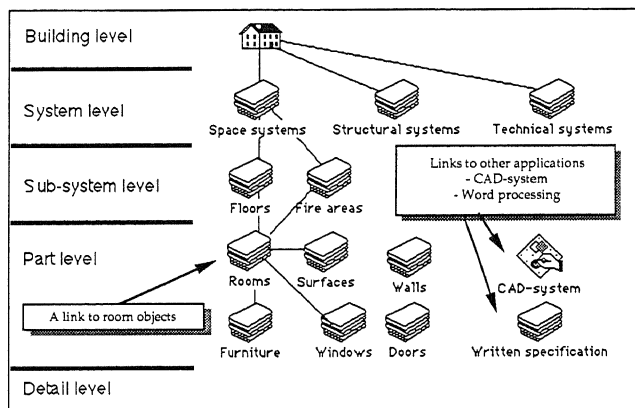 Building level
System level
Space systems
Structural systems
Technical systems
Links to other applications
- CAD-system
- Word processing
Sub-system level
Floors
Fire areas
Part level
Rooms
Surfaces
Walls
CAD-system
A link to room objects
Furniture
Windows
Doors
Written specification
Detail level